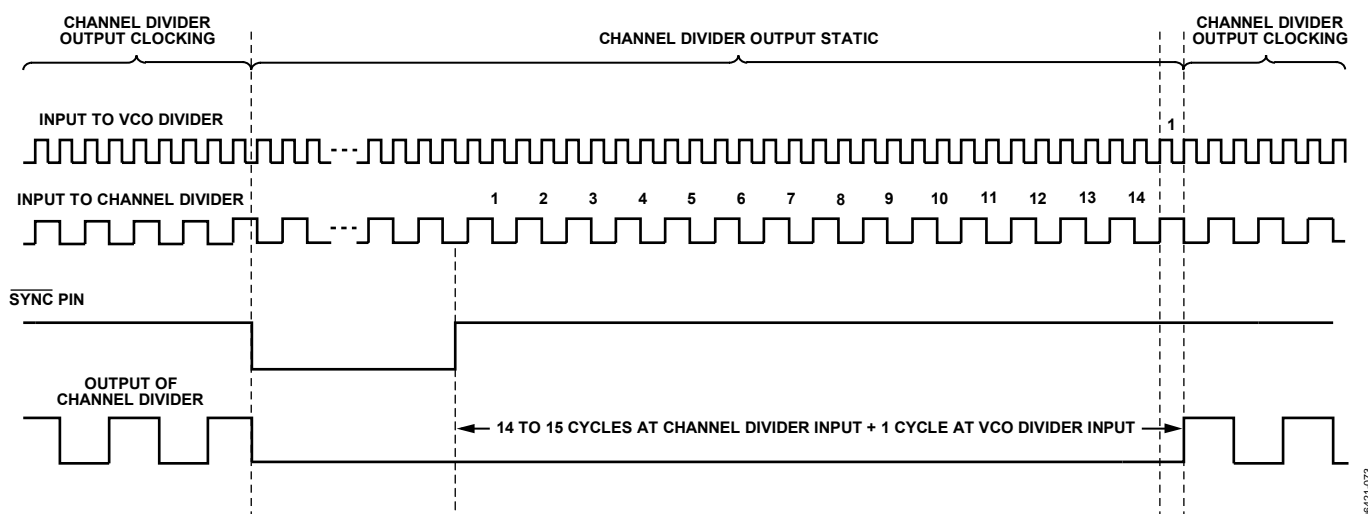 CHANNEL DIVIDER
OUTPUT CLOCKING
CHANNEL DIVIDER OUTPUT STATIC
CHANNEL DIVIDER
OUTPUT CLOCKING
INPUT TO VCO DIVIDER
1
INPUT TO CHANNEL DIVIDER
1 2 3 4 5 6 7 8 9 10 11 12 13 14
SYNC PIN
OUTPUT OF
CHANNEL DIVIDER
14 TO 15 CYCLES AT CHANNEL DIVIDER INPUT + 1 CYCLE AT VCO DIVIDER INPUT